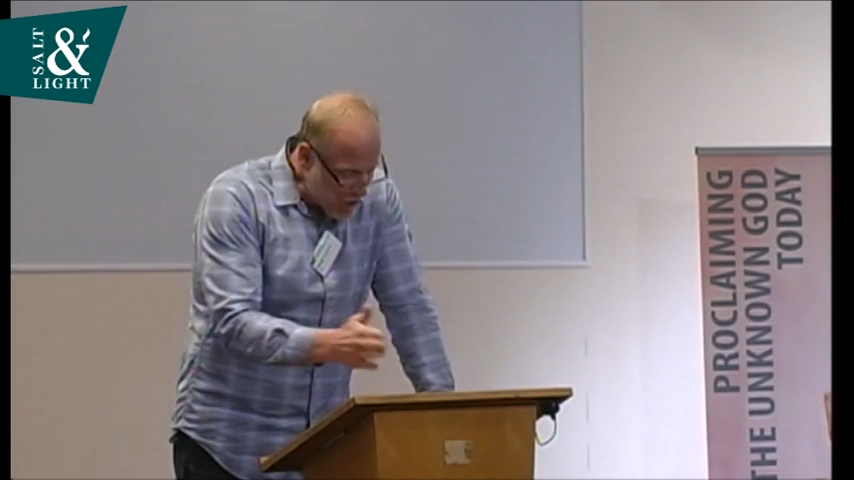 SALT
&
LIGHT
PROCLAIMING
THE UNKNOWN GOD
TODAY